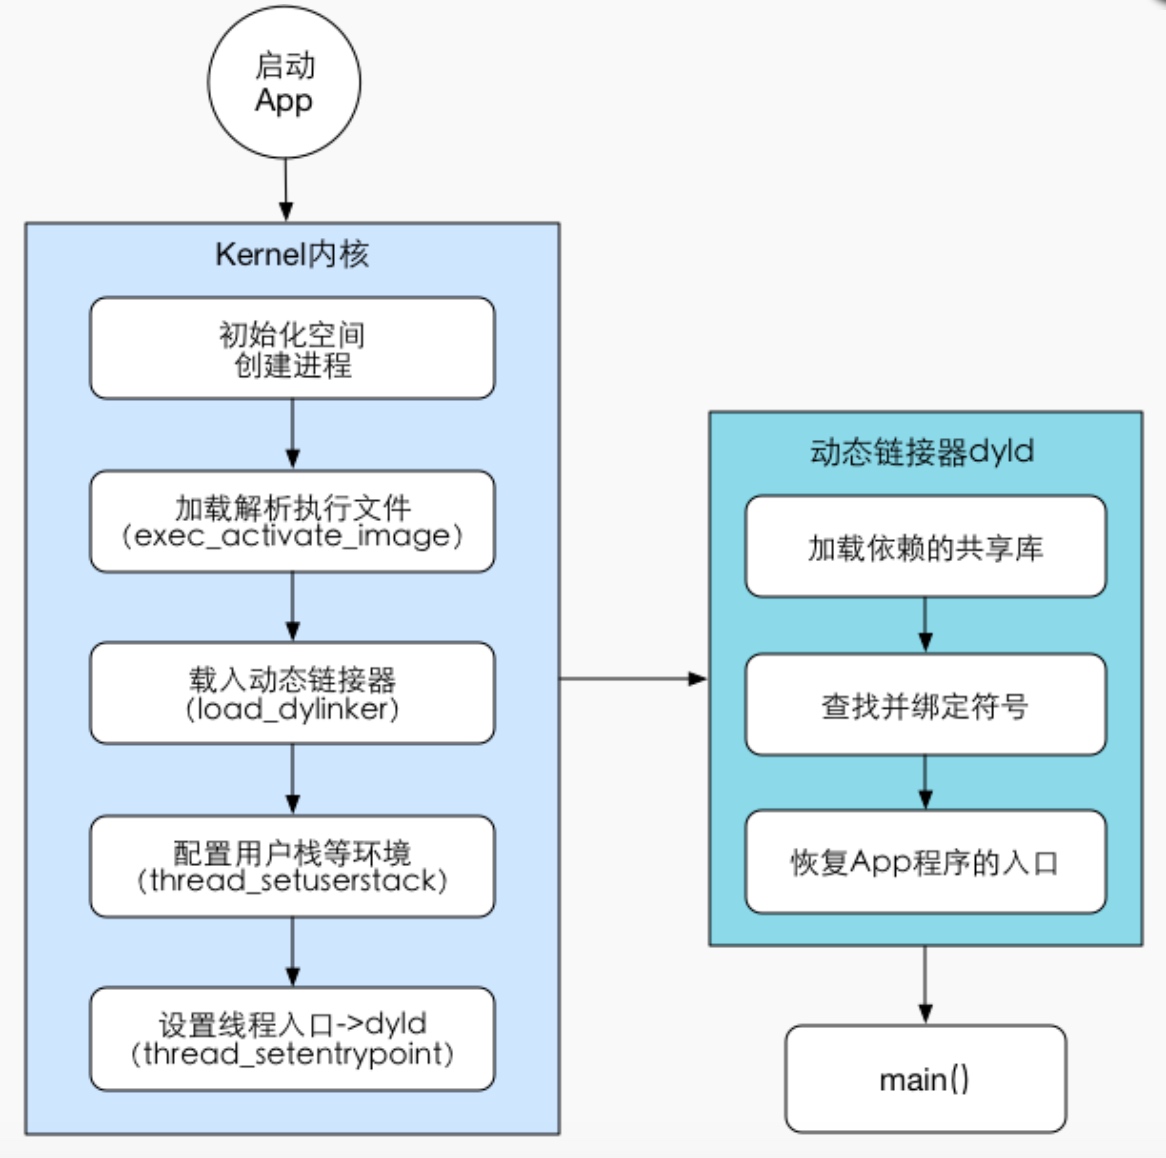 启动
App
Kernel内核
初始化空间
创建进程
加载解析执行文件
（exec_activate_image）
载入动态链接器
（load_dylinker）
配置用户栈等环境
（thread_setuserstack）
设置线程入口->dyld
（thread_setentrypoint）
动态链接器dyld
加载依赖的共享库
查找并绑定符号
恢复App程序的入口
main()